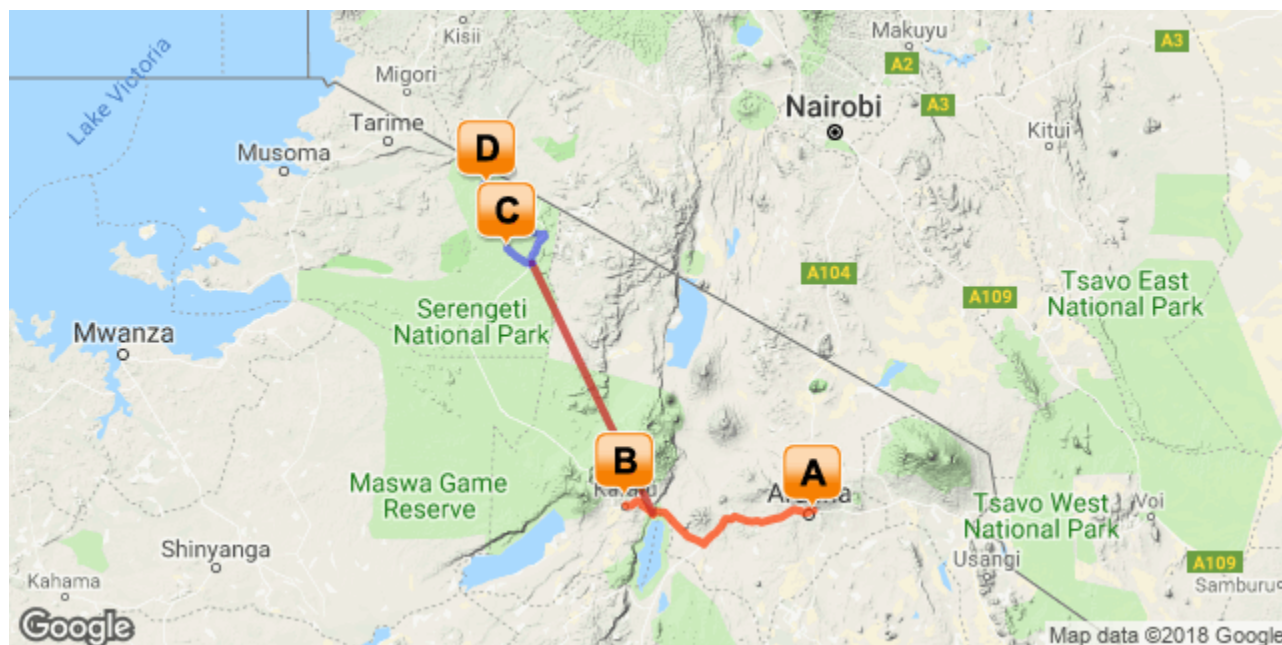 Kisii
Makuyu
A3
A2
Migori
Lake Victoria
Nairobi
A3
Tarime
Kitui
Musoma
D
C
A104
Tsavo East
National Park
A109
Serengeti
National Park
Mwanza
B
A
Maswa Game
Reserve
Tsavo West
National Park
Voi
Shinyanga
Usangi
A109
Kahama
Samburu
Google
Map data ©2018 Google